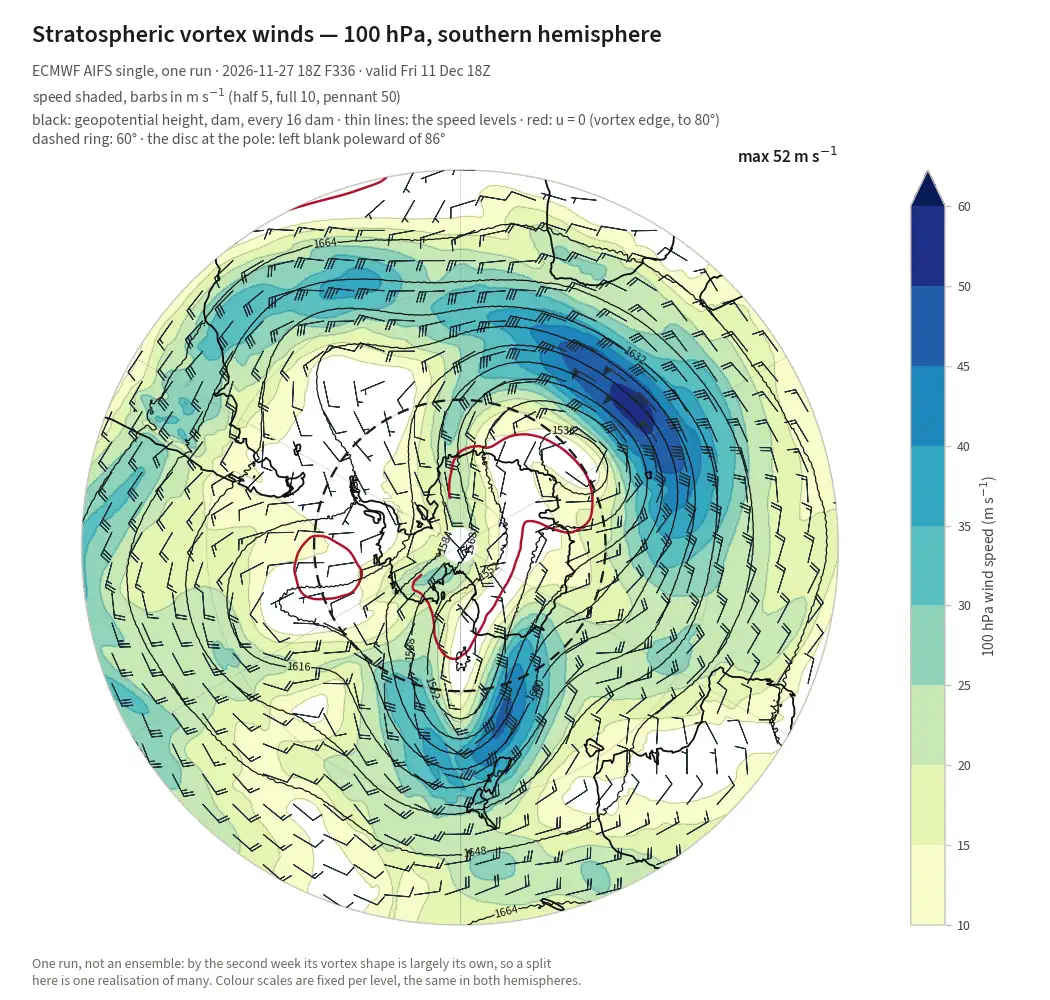 Stratospheric vortex winds — 100 hPa, southern hemisphere
ECMWF AIFS single, one run · 2026-11-27 18Z F336 · valid Fri 11 Dec 18Z
speed shaded, barbs in m s⁻¹ (half 5, full 10, pennant 50)
black: geopotential height, dam, every 16 dam · thin lines: the speed levels · red: u = 0 (vortex edge, to 80°)
dashed ring: 60° · the disc at the pole: left blank poleward of 86°
max 52 m s⁻¹
1664
1632
1536
1568
1616
1648
1664
60
50
45
40
35
30
25
20
15
10
100 hPa wind speed (m s⁻¹)
One run, not an ensemble: by the second week its vortex shape is largely its own, so a split
here is one realisation of many. Colour scales are fixed per level, the same in both hemispheres.